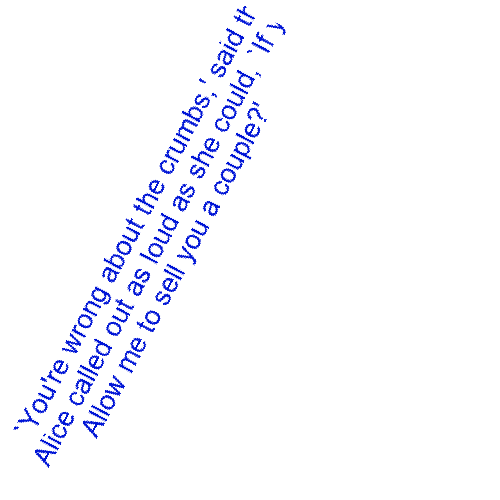 `You're wrong about the crumbs,' said th
Alice called out as loud as she could, `If y
Allow me to sell you a couple?'